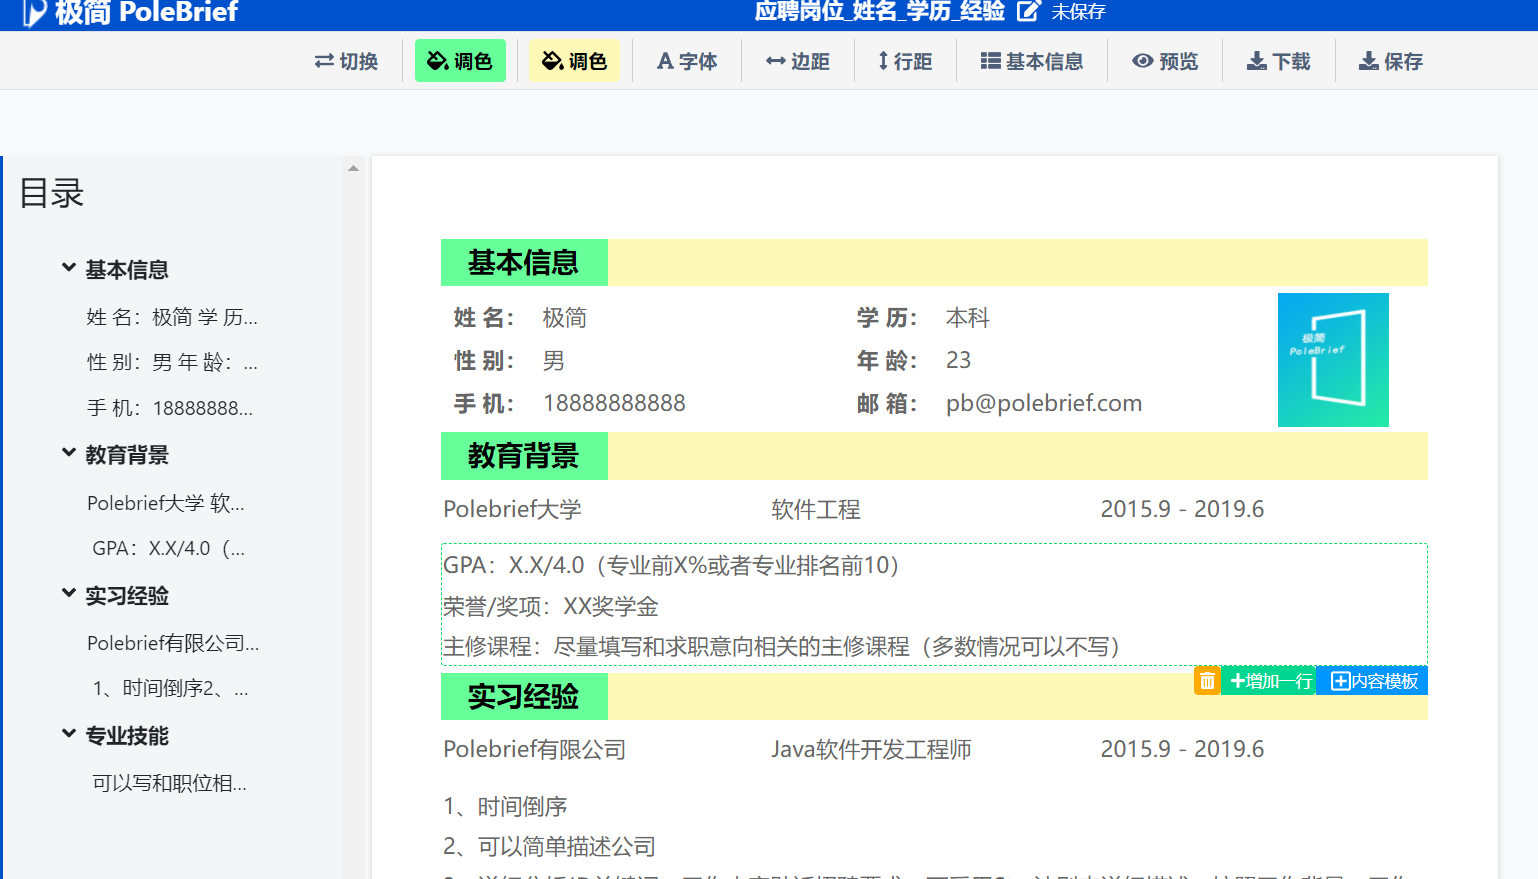 极简 PoleBrief
应聘岗位_姓名_学历_经验 未保存
切换 调色 调色 字体 边距 行距 基本信息 预览 下载 保存
目录
基本信息
姓 名：极简 学 历...
性 别：男 年 龄：...
手 机：18888888...
教育背景
Polebrief大学 软...
GPA：X.X/4.0（...
实习经验
Polebrief有限公司...
1、时间倒序2、...
专业技能
可以写和职位相...
基本信息
姓 名： 极简 学 历： 本科
性 别： 男 年 龄： 23
手 机： 18888888888 邮 箱： pb@polebrief.com
极简
PoleBrief
教育背景
Polebrief大学 软件工程 2015.9 - 2019.6
GPA：X.X/4.0（专业前X%或者专业排名前10）
荣誉/奖项：XX奖学金
主修课程：尽量填写和求职意向相关的主修课程（多数情况可以不写）
增加一行 内容模板
实习经验
Polebrief有限公司 Java软件开发工程师 2015.9 - 2019.6
1、时间倒序
2、可以简单描述公司